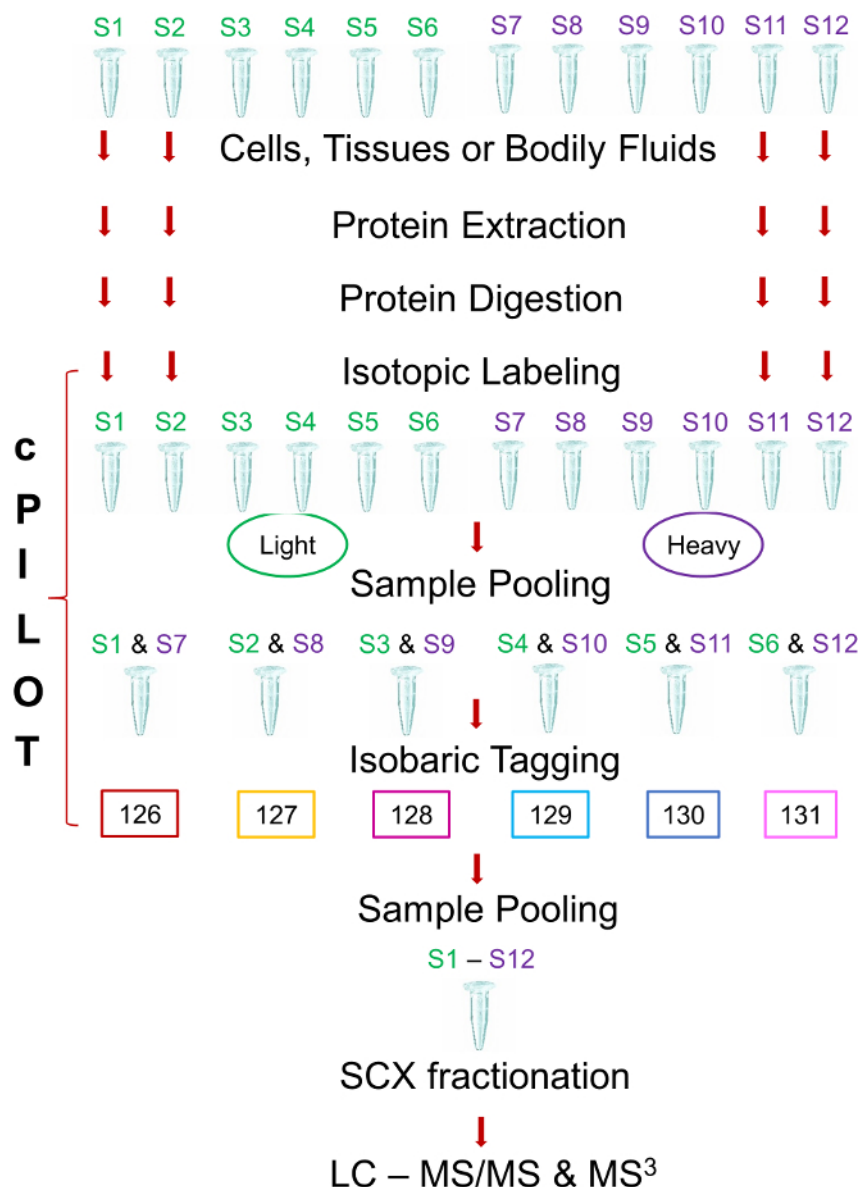 S1 S2 S3 S4 S5 S6 S7 S8 S9 S10 S11 S12
Cells, Tissues or Bodily Fluids
Protein Extraction
Protein Digestion
Isotopic Labeling
cPILOT
S1 S2 S3 S4 S5 S6 S7 S8 S9 S10 S11 S12
Light Heavy
Sample Pooling
S1 & S7 S2 & S8 S3 & S9 S4 & S10 S5 & S11 S6 & S12
Isobaric Tagging
126 127 128 129 130 131
Sample Pooling
S1 – S12
SCX fractionation
LC – MS/MS & MS³